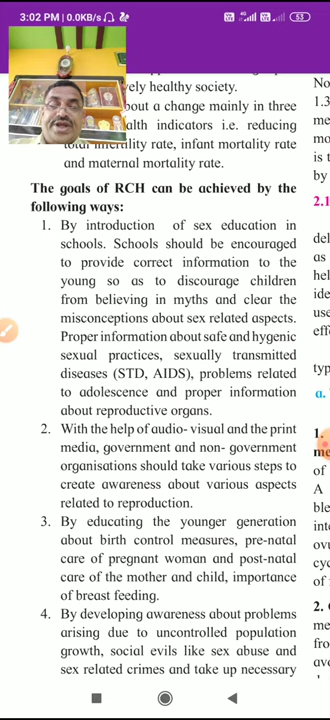 3:02 PM | 0.0KB/s
4G
53
vely healthy society.
bout a change mainly in three
alth indicators i.e. reducing
total infertility rate, infant mortality rate
and maternal mortality rate.
The goals of RCH can be achieved by the
following ways:
1. By introduction of sex education in
schools. Schools should be encouraged
to provide correct information to the
young so as to discourage children
from believing in myths and clear the
misconceptions about sex related aspects.
Proper information about safe and hygenic
sexual practices, sexually transmitted
diseases (STD, AIDS), problems related
to adolescence and proper information
about reproductive organs.
2. With the help of audio- visual and the print
media, government and non- government
organisations should take various steps to
create awareness about various aspects
related to reproduction.
3. By educating the younger generation
about birth control measures, pre-natal
care of pregnant woman and post-natal
care of the mother and child, importance
of breast feeding.
4. By developing awareness about problems
arising due to uncontrolled population
growth, social evils like sex abuse and
sex related crimes and take up necessary
No
1.3
me
mo
is t
by
2.1
del
as
hel
ide
use
effe
typ
a.
1.
me
of
A
ble
inte
ovu
cyc
of
2.
me
fro
avo